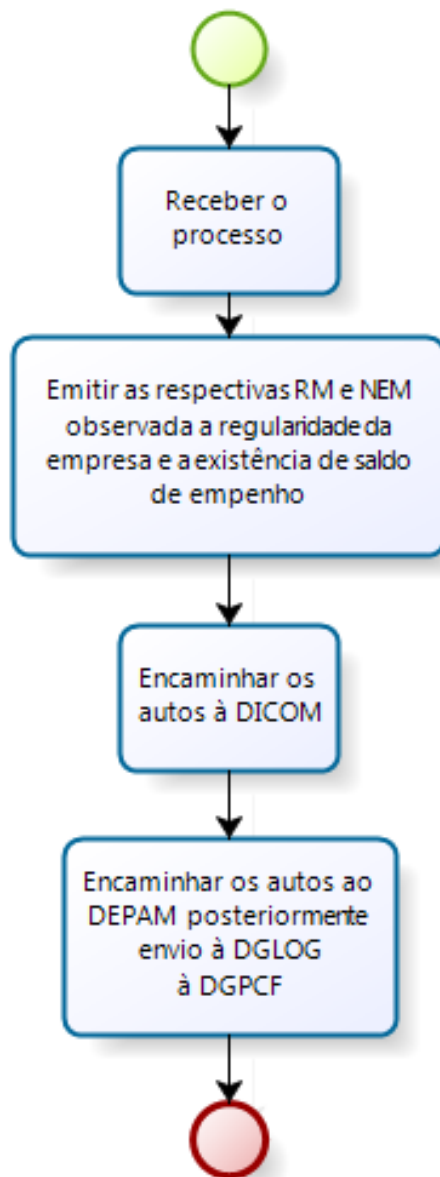 Receber o
processo
Emitir as respectivas RM e NEM
observada a regularidade da
empresa e a existência de saldo
de empenho
Encaminhar os
autos à DICOM
Encaminhar os autos ao
DEPAM posteriormente
envio à DGLOG
à DGPCF